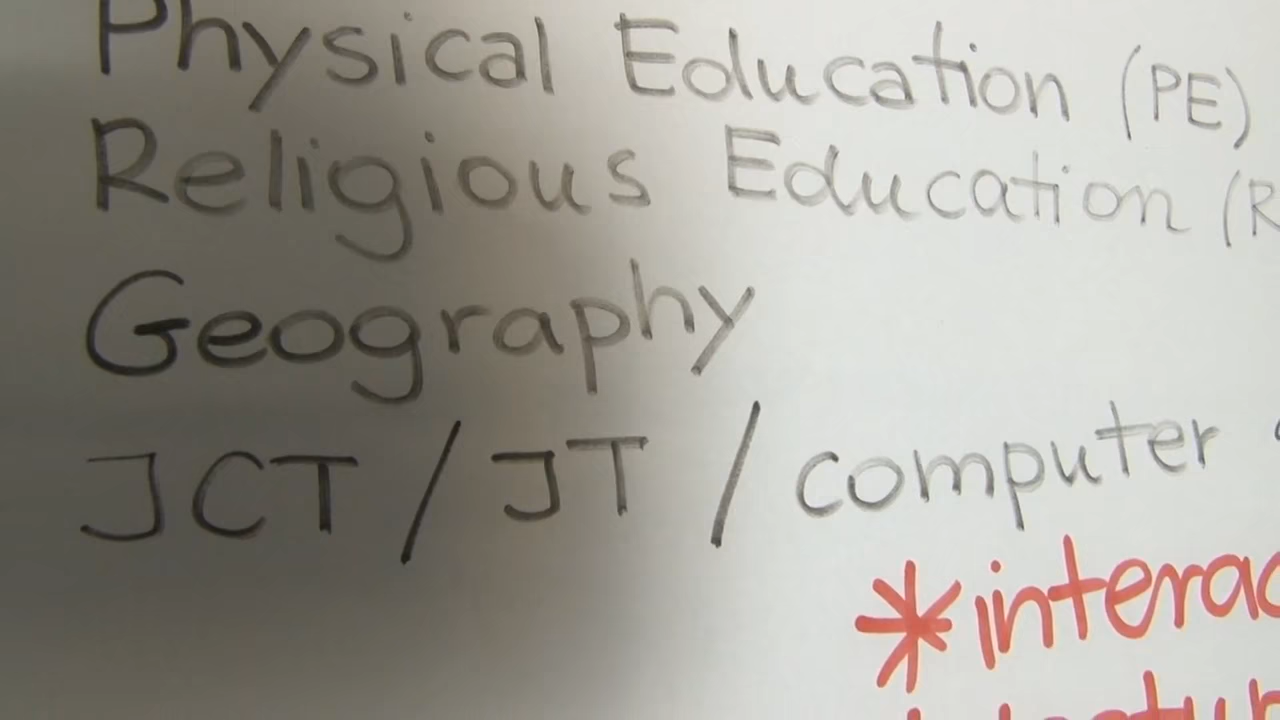 Physical Education (PE)
Religious Education (R
Geography
JCT / JT / computer
*interac